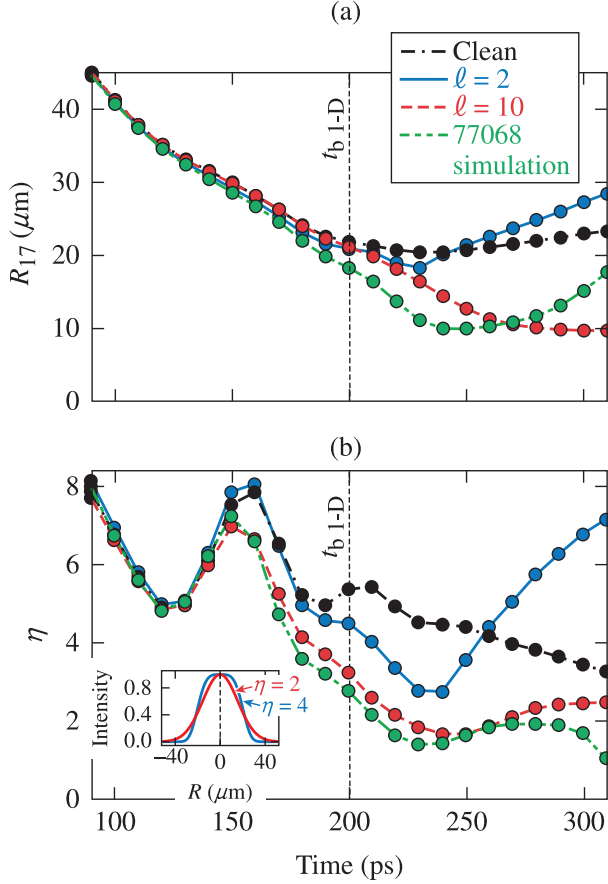 (a)
Clean
ℓ = 2
ℓ = 10
77068
simulation
t_b 1-D
R_17 (μm)
40
30
20
10
0
(b)
8
6
4
2
0
η
t_b 1-D
Intensity
0.8
0.4
0.0
η = 2
η = 4
−40
0
40
R (μm)
100
150
200
250
300
Time (ps)